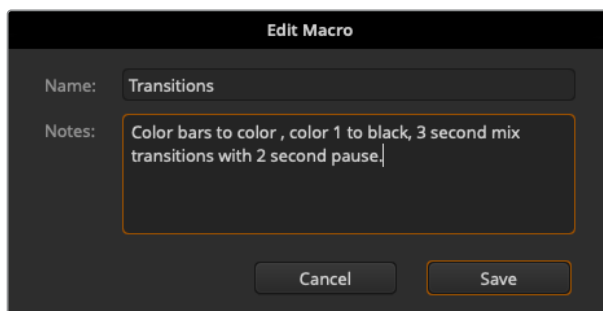 Edit Macro
Name: Transitions
Notes: Color bars to color , color 1 to black, 3 second mix
transitions with 2 second pause.
Cancel Save